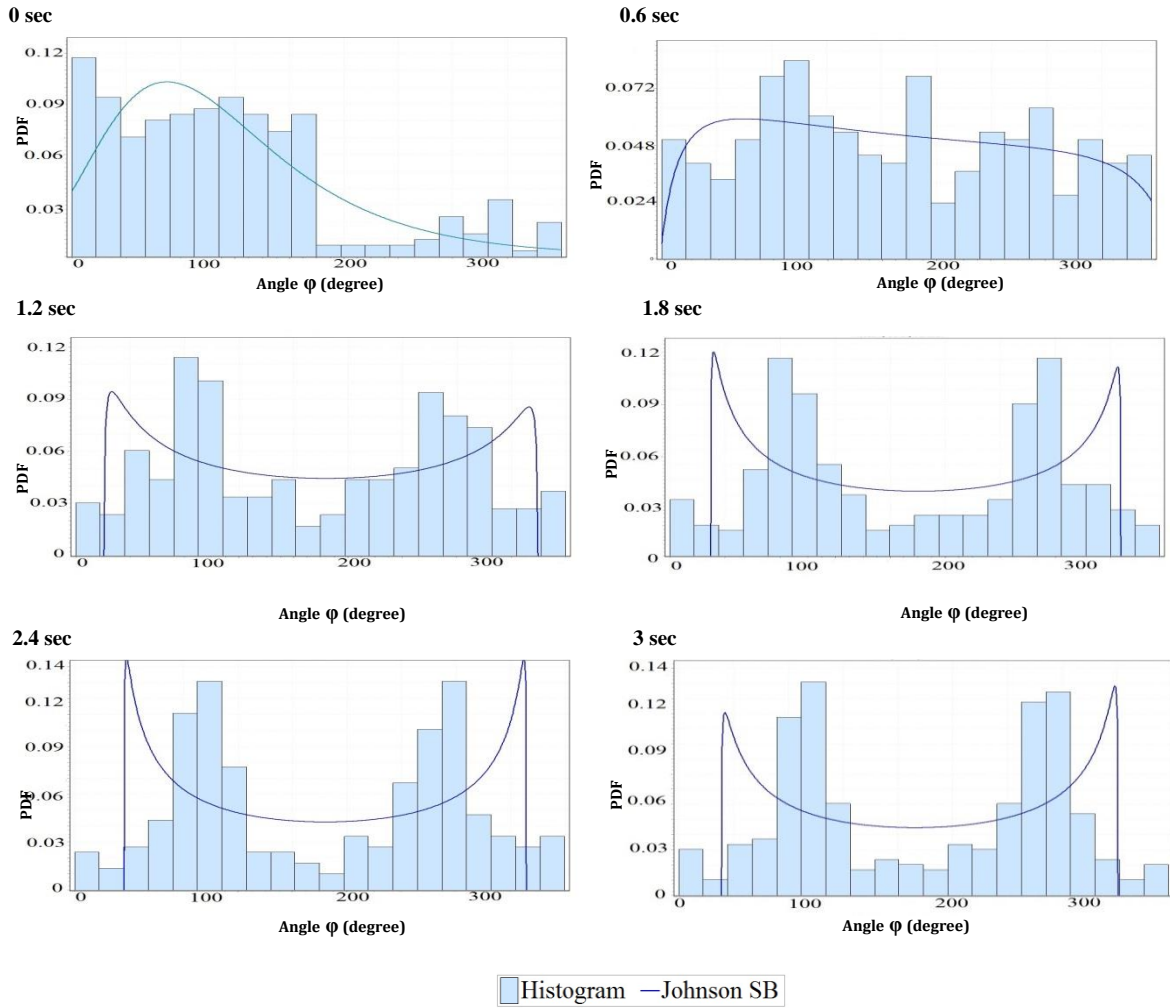 0 sec
0.12
0.09
0.06
0.03
PDF
0 100 200 300
Angle φ (degree)
0.6 sec
0.072
0.048
0.024
0
PDF
0 100 200 300
Angle φ (degree)
1.2 sec
0.12
0.09
0.06
0.03
0
PDF
0 100 200 300
Angle φ (degree)
1.8 sec
0.12
0.09
0.06
0.03
0
PDF
0 100 200 300
Angle φ (degree)
2.4 sec
0.14
0.09
0.06
0.03
0
PDF
0 100 200 300
Angle φ (degree)
3 sec
0.14
0.12
0.09
0.06
0.03
0
PDF
0 100 200 300
Angle φ (degree)
Histogram Johnson SB